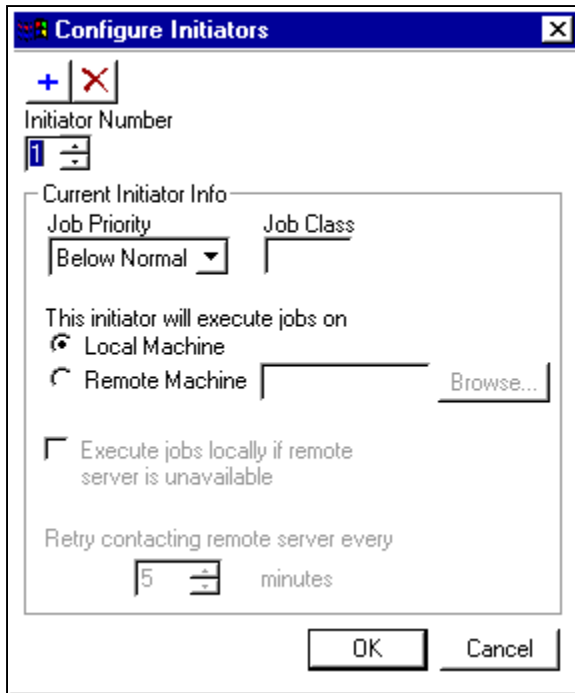 Configure Initiators
Initiator Number
1
Current Initiator Info
Job Priority Job Class
Below Normal
This initiator will execute jobs on
Local Machine
Remote Machine Browse...
Execute jobs locally if remote
server is unavailable
Retry contacting remote server every
5 minutes
OK Cancel